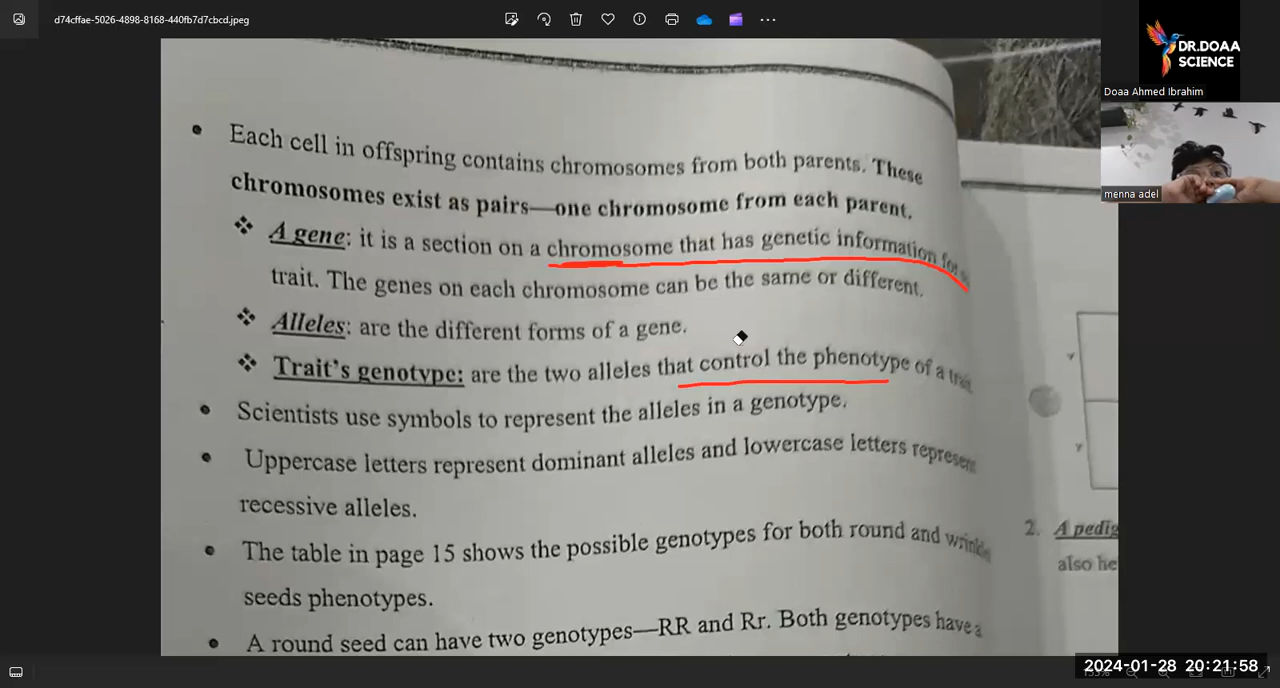 d74cffae-5026-4898-8168-440fb7d7cbcd.jpeg
DR.DOAA
SCIENCE
Doaa Ahmed Ibrahim
menna adel
• Each cell in offspring contains chromosomes from both parents. These
chromosomes exist as pairs—one chromosome from each parent.
❖ A gene: it is a section on a chromosome that has genetic information for
trait. The genes on each chromosome can be the same or different.
❖ Alleles: are the different forms of a gene.
❖ Trait's genotype: are the two alleles that control the phenotype of a trait.
• Scientists use symbols to represent the alleles in a genotype.
• Uppercase letters represent dominant alleles and lowercase letters represent
recessive alleles.
• The table in page 15 shows the possible genotypes for both round and
seeds phenotypes.
• A round seed can have two genotypes—RR and Rr. Both genotypes have a
2. A pedig
also he
2024-01-28 20:21:58